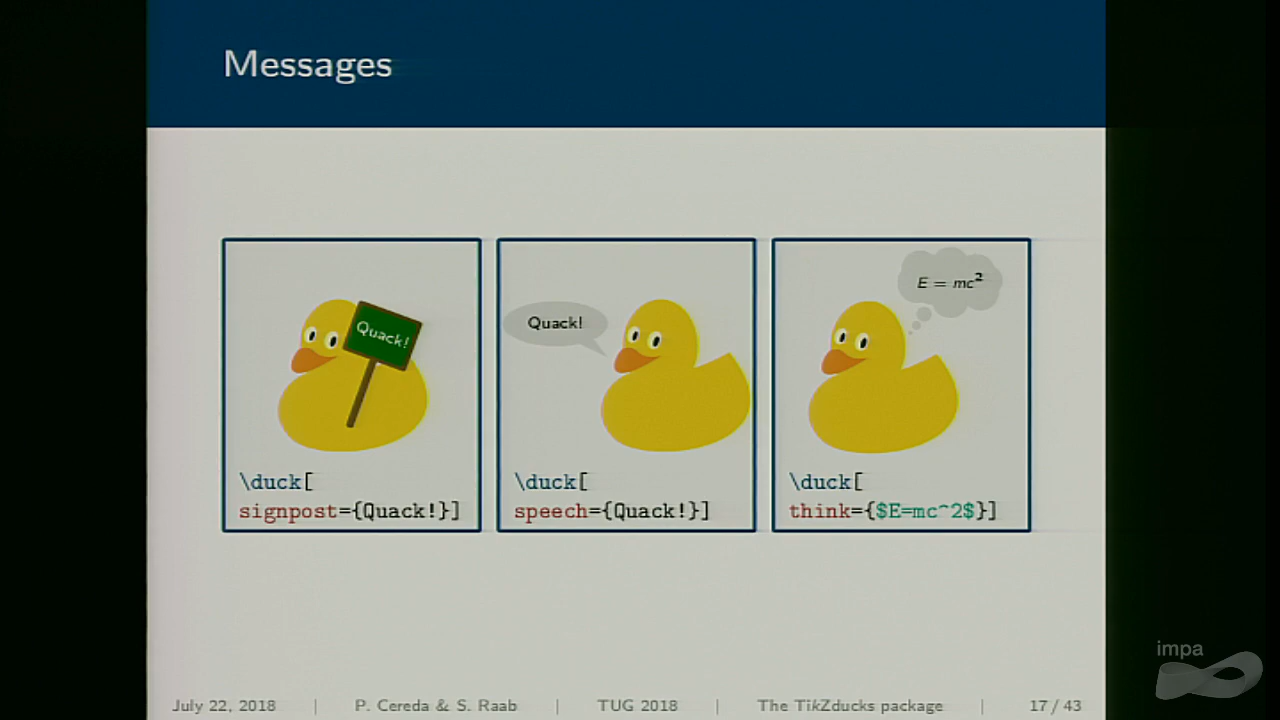 Messages
Quack!
\duck[
signpost={Quack!}]
Quack!
\duck[
speech={Quack!}]
E = mc²
\duck[
think={$E=mc^2$}]
July 22, 2018 | P. Cereda & S. Raab | TUG 2018 | The TikZducks package | 17 / 43
impa